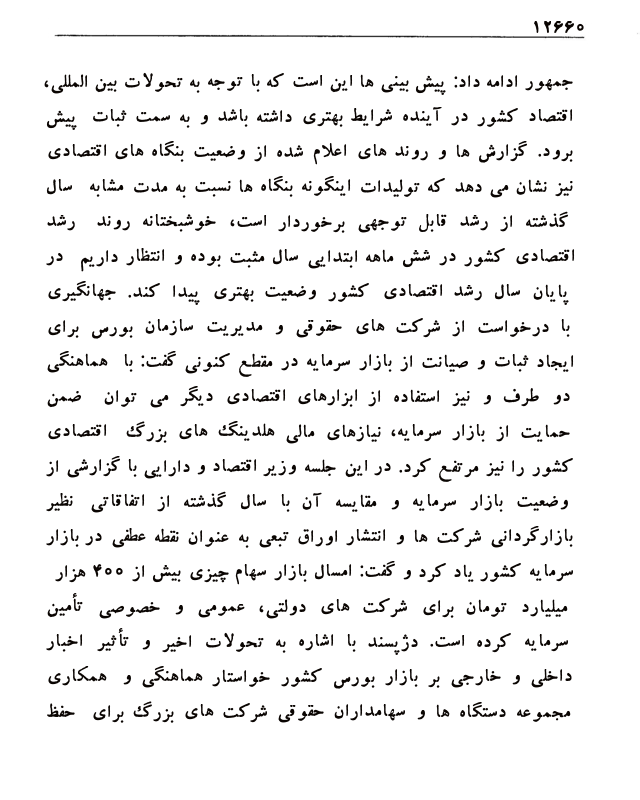 ۱۲۶۶۰
جمهور ادامه داد: پیش بینی ها این است که با توجه به تحولات بین المللی،
اقتصاد کشور در آینده شرایط بهتری داشته باشد و به سمت ثبات پیش
برود. گزارش ها و روند های اعلام شده از وضعیت بنگاه های اقتصادی
نیز نشان می دهد که تولیدات اینگونه بنگاه ها نسبت به مدت مشابه سال
گذشته از رشد قابل توجهی برخوردار است، خوشبختانه روند رشد
اقتصادی کشور در شش ماهه ابتدایی سال مثبت بوده و انتظار داریم در
پایان سال رشد اقتصادی کشور وضعیت بهتری پیدا کند. جهانگیری
با درخواست از شرکت های حقوقی و مدیریت سازمان بورس برای
ایجاد ثبات و صیانت از بازار سرمایه در مقطع کنونی گفت: با هماهنگی
دو طرف و نیز استفاده از ابزارهای اقتصادی دیگر می توان ضمن
حمایت از بازار سرمایه، نیازهای مالی هلدینگ های بزرگ اقتصادی
کشور را نیز مرتفع کرد. در این جلسه وزیر اقتصاد و دارایی با گزارشی از
وضعیت بازار سرمایه و مقایسه آن با سال گذشته از اتفاقاتی نظیر
بازارگردانی شرکت ها و انتشار اوراق تبعی به عنوان نقطه عطفی در بازار
سرمایه کشور یاد کرد و گفت: امسال بازار سهام چیزی بیش از ۴۰۰ هزار
میلیارد تومان برای شرکت های دولتی، عمومی و خصوصی تأمین
سرمایه کرده است. دژپسند با اشاره به تحولات اخیر و تأثیر اخبار
داخلی و خارجی بر بازار بورس کشور خواستار هماهنگی و همکاری
مجموعه دستگاه ها و سهامداران حقوقی شرکت های بزرگ برای حفظ